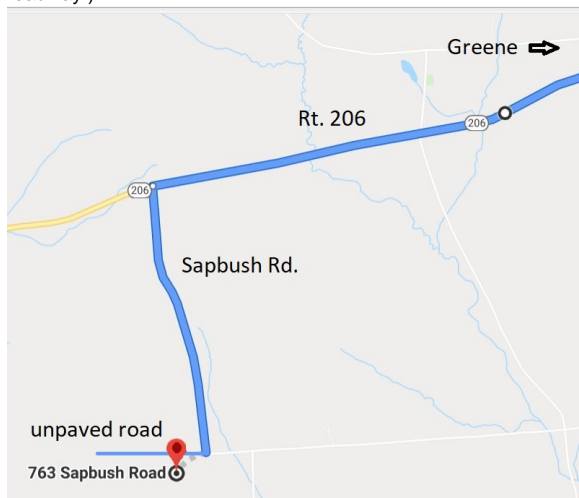 Greene
Rt. 206
206
206
Sapbush Rd.
unpaved road
763 Sapbush Road